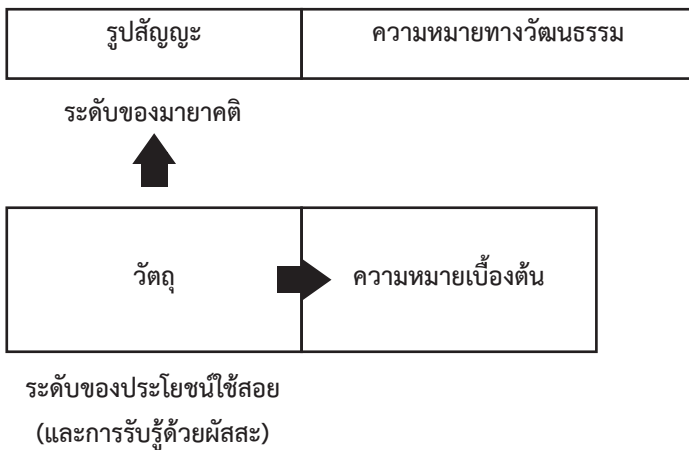 รูปสัญญะ
ความหมายทางวัฒนธรรม
ระดับของมายาคติ
วัตถุ
ความหมายเบื้องต้น
ระดับของประโยชน์ใช้สอย
(และการรับรู้ด้วยผัสสะ)